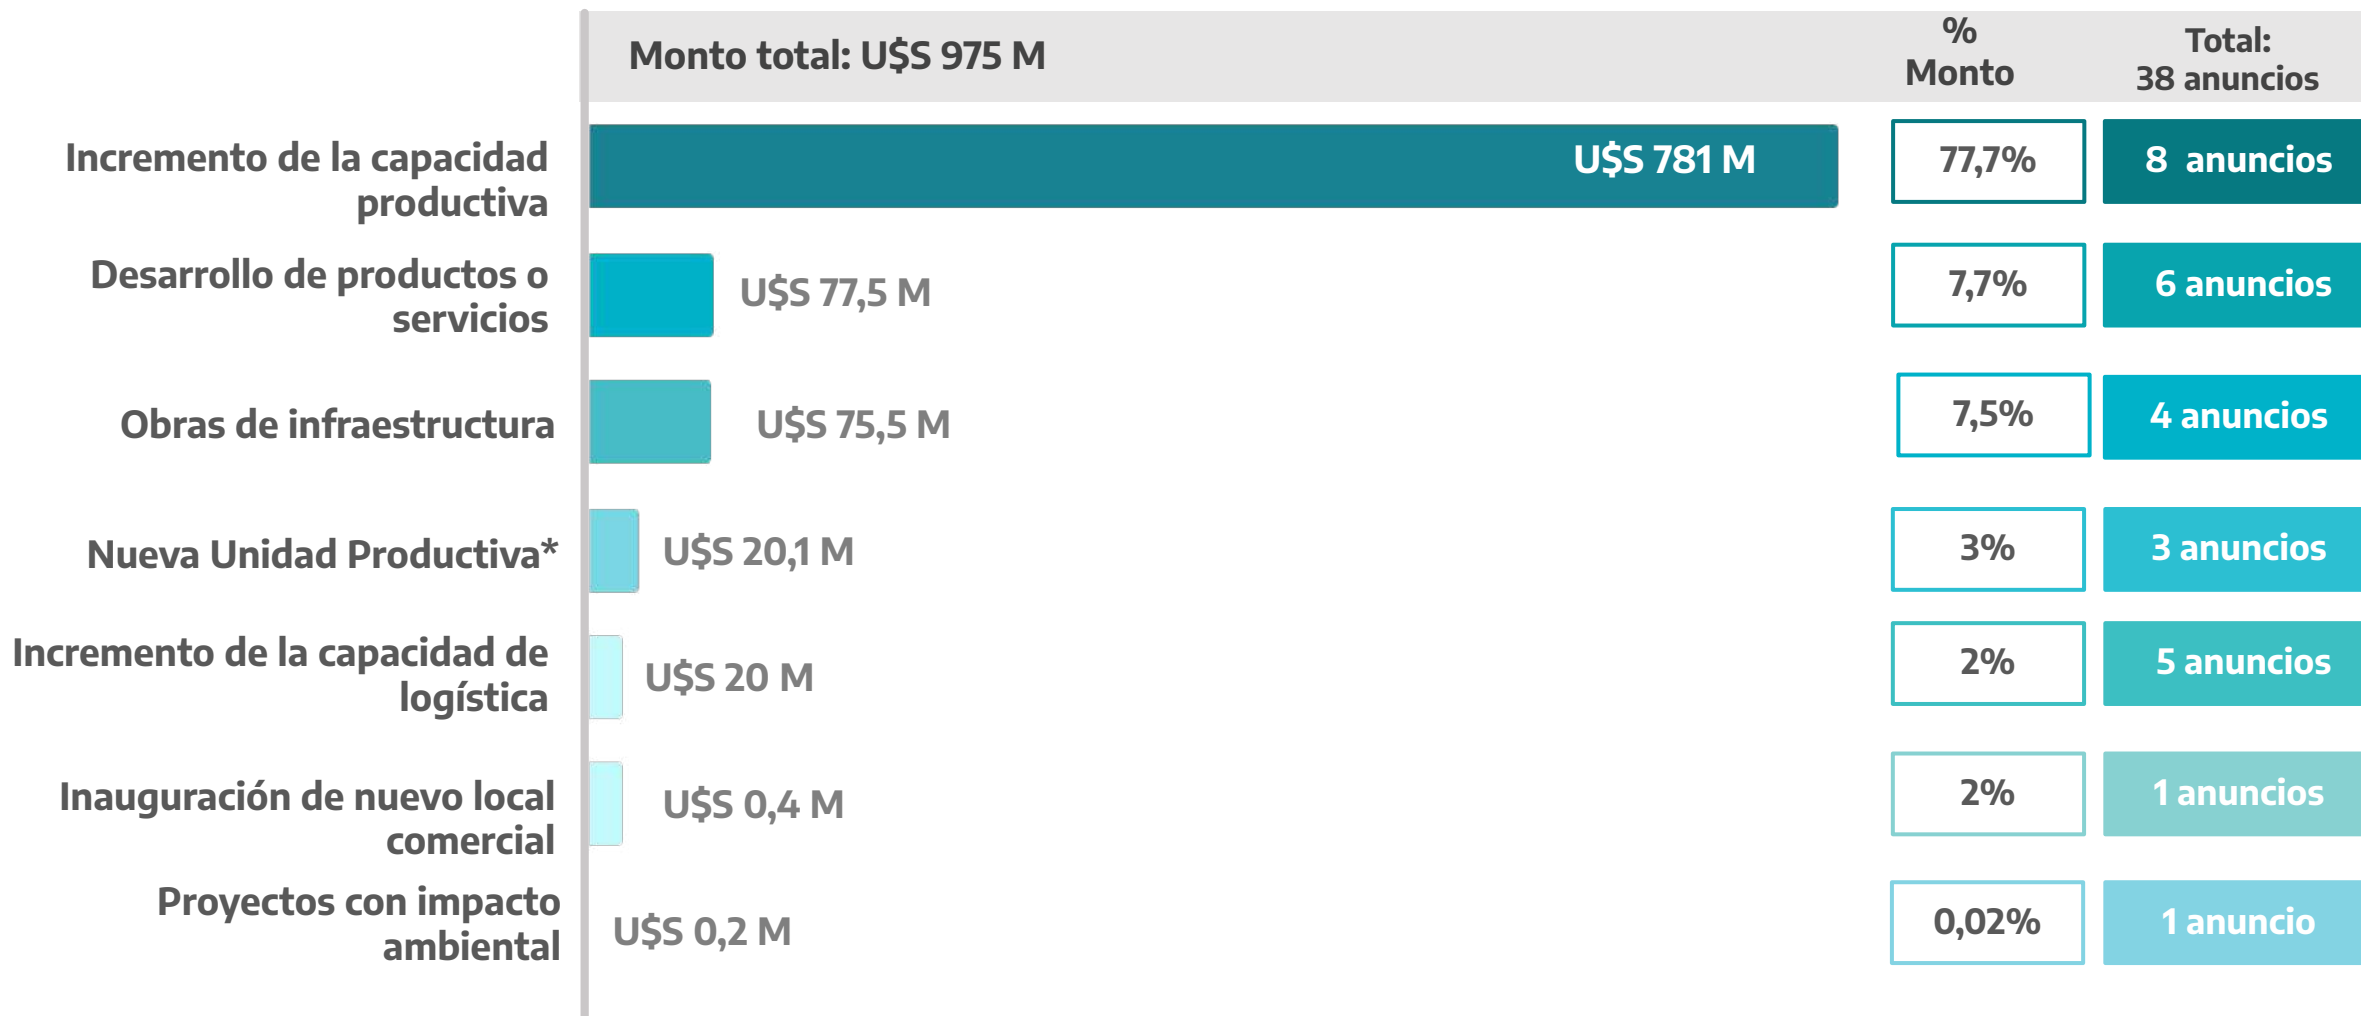 Monto total: U$S 975 M
%
Monto
Total:
38 anuncios
Incremento de la capacidad
productiva
U$S 781 M
77,7%
8 anuncios
Desarrollo de productos o
servicios
U$S 77,5 M
7,7%
6 anuncios
Obras de infraestructura
U$S 75,5 M
7,5%
4 anuncios
Nueva Unidad Productiva*
U$S 20,1 M
3%
3 anuncios
Incremento de la capacidad de
logística
U$S 20 M
2%
5 anuncios
Inauguración de nuevo local
comercial
U$S 0,4 M
2%
1 anuncios
Proyectos con impacto
ambiental
U$S 0,2 M
0,02%
1 anuncio